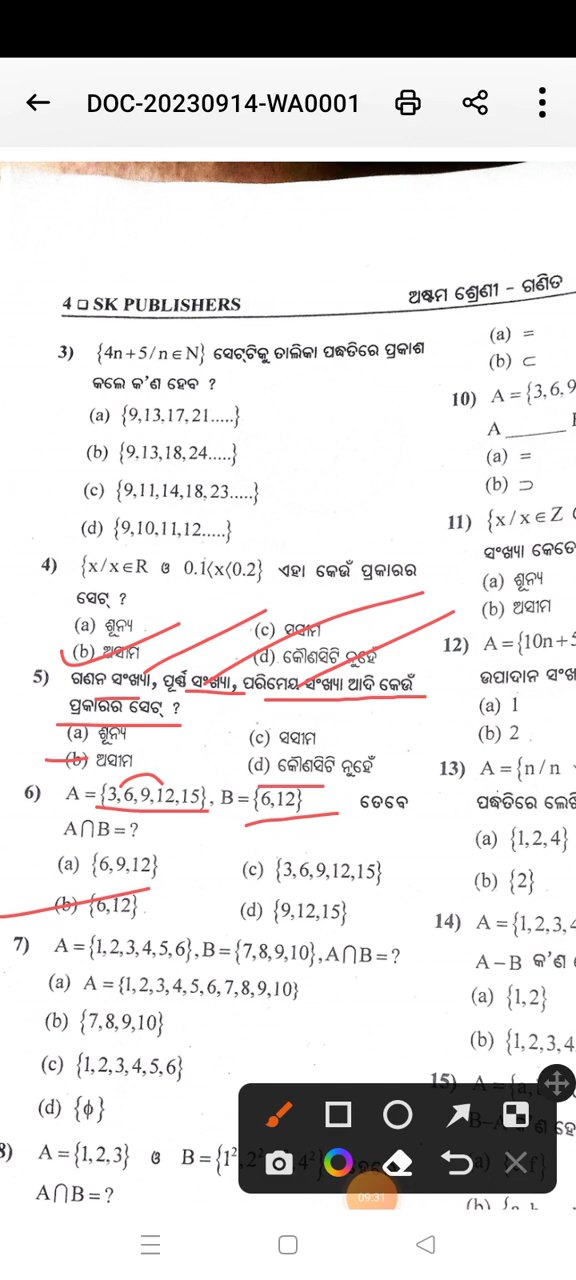 DOC-20230914-WA0001
4 □ SK PUBLISHERS
ଅଷ୍ଟମ ଶ୍ରେଣୀ - ଗଣିତ
3) {4n+5/n∈N} ସେଟ୍‌ଟିକୁ ତାଲିକା ପଦ୍ଧତିରେ ପ୍ରକାଶ
କଲେ କ'ଣ ହେବ ?
(a) {9,13,17,21.....}
(b) {9,13,18,24.....}
(c) {9,11,14,18,23.....}
(d) {9,10,11,12.....}
4) {x/x∈R ଓ 0.1⟨x⟨0.2} ଏହା କେଉଁ ପ୍ରକାରର
ସେଟ୍ ?
(a) ଶୂନ୍ୟ (c) ସସୀମ
(b) ଅସୀମ (d) କୌଣସିଟି ନୁହେଁ
5) ଗଣନ ସଂଖ୍ୟା, ପୂର୍ଣ୍ଣ ସଂଖ୍ୟା, ପରିମେୟ ସଂଖ୍ୟା ଆଦି କେଉଁ
ପ୍ରକାରର ସେଟ୍ ?
(a) ଶୂନ୍ୟ (c) ସସୀମ
(b) ଅସୀମ (d) କୌଣସିଟି ନୁହେଁ
6) A={3,6,9,12,15}, B={6,12} ତେବେ
A⋂B=?
(a) {6,9,12} (c) {3,6,9,12,15}
(b) {6,12} (d) {9,12,15}
7) A={1,2,3,4,5,6},B={7,8,9,10},A⋂B=?
(a) A={1,2,3,4,5,6,7,8,9,10}
(b) {7,8,9,10}
(c) {1,2,3,4,5,6}
(d) {ϕ}
8) A={1,2,3} ଓ B={1²,2² 4²}
A⋂B=?
(a) =
(b) ⊂
10) A={3,6,9
A ______
(a) =
(b) ⊃
11) {x/x∈Z
ସଂଖ୍ୟା କେତେ
(a) ଶୂନ୍ୟ
(b) ଅସୀମ
12) A={10n+5
ଉପାଦାନ ସଂଖ
(a) 1
(b) 2
13) A={n/n
ପଦ୍ଧତିରେ ଲେଖ
(a) {1,2,4}
(b) {2}
14) A={1,2,3,4
A-B କ'ଣ
(a) {1,2}
(b) {1,2,3,4
15) A={a,
09:31